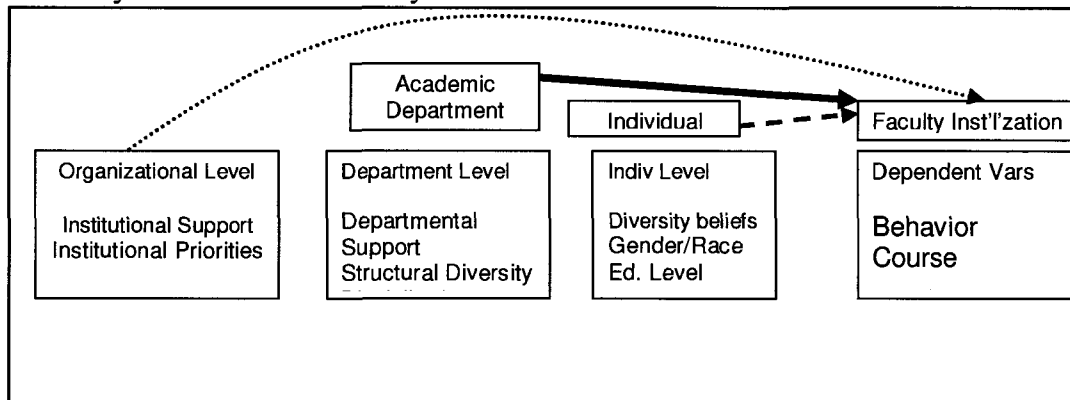 Academic
Department
Individual
Faculty Inst'l'zation
Organizational Level
Institutional Support
Institutional Priorities
Department Level
Departmental
Support
Structural Diversity
Indiv Level
Diversity beliefs
Gender/Race
Ed. Level
Dependent Vars
Behavior
Course